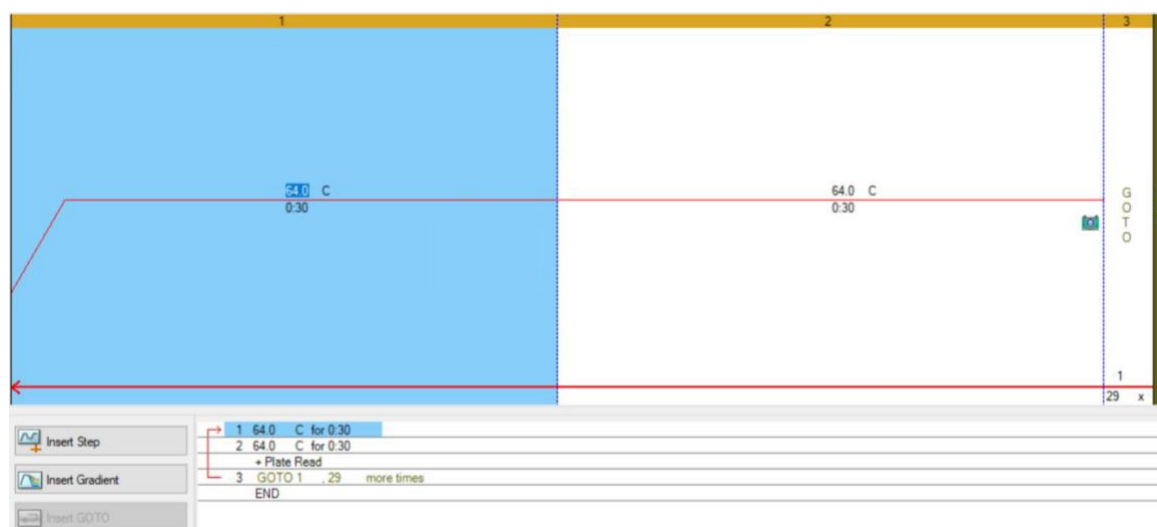 1 2 3
64.0 C 64.0 C
0:30 0:30
G
O
T
O
1
29 x
Insert Step
Insert Gradient
Insert GOTO
1 64.0 C for 0:30
2 64.0 C for 0:30
+ Plate Read
3 GOTO 1 , 29 more times
END